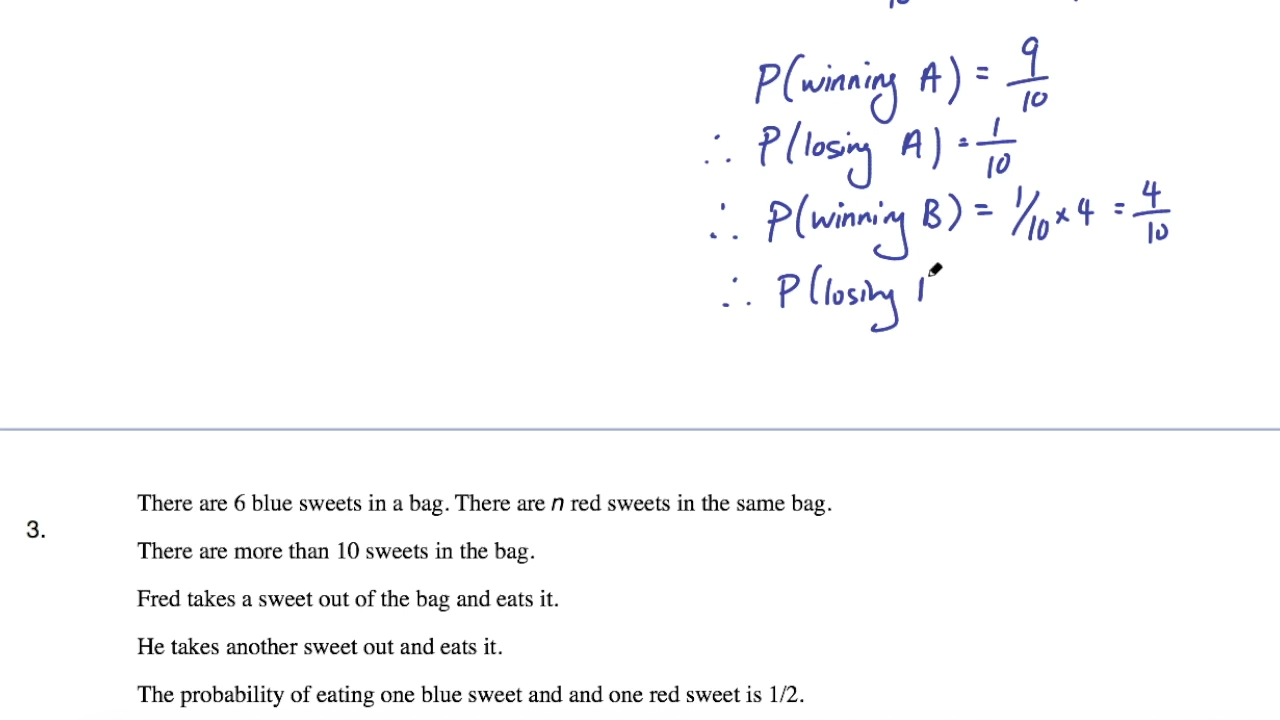 P(winning A) = 9/10
∴ P(losing A) = 1/10
∴ P(winning B) = 1/10 × 4 = 4/10
∴ P(losing
3.
There are 6 blue sweets in a bag. There are n red sweets in the same bag.
There are more than 10 sweets in the bag.
Fred takes a sweet out of the bag and eats it.
He takes another sweet out and eats it.
The probability of eating one blue sweet and and one red sweet is 1/2.